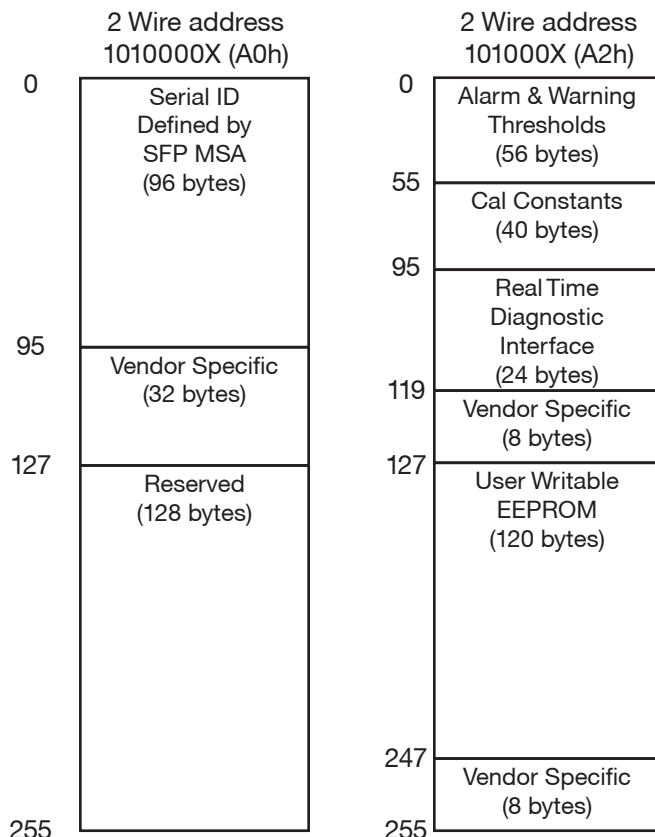 2 Wire address
1010000X (A0h)
0
Serial ID
Defined by
SFP MSA
(96 bytes)
95
Vendor Specific
(32 bytes)
127
Reserved
(128 bytes)
255
2 Wire address
101000X (A2h)
0
Alarm & Warning
Thresholds
(56 bytes)
55
Cal Constants
(40 bytes)
95
Real Time
Diagnostic
Interface
(24 bytes)
119
Vendor Specific
(8 bytes)
127
User Writable
EEPROM
(120 bytes)
247
Vendor Specific
(8 bytes)
255